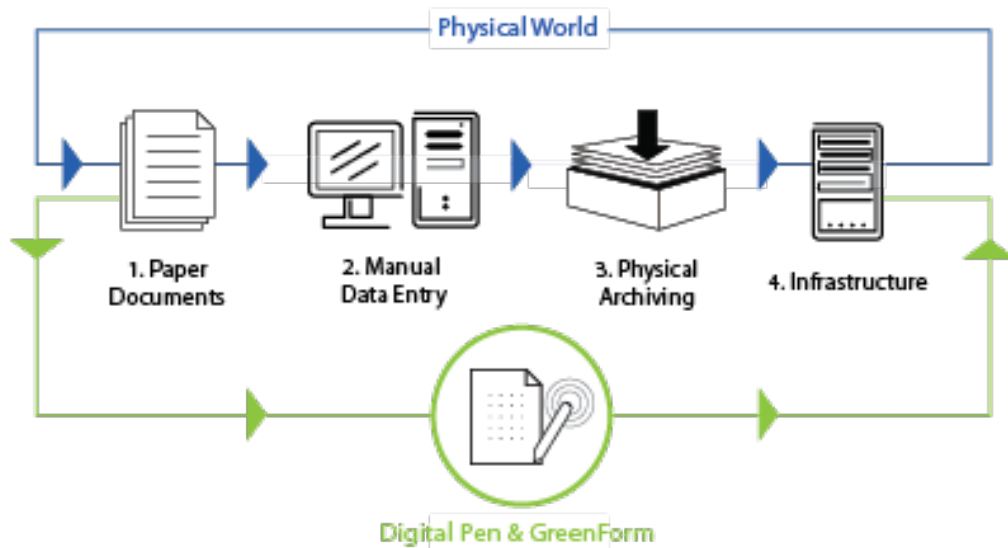 Physical World
1. Paper
Documents
2. Manual
Data Entry
3. Physical
Archiving
4. Infrastructure
Digital Pen & GreenForm